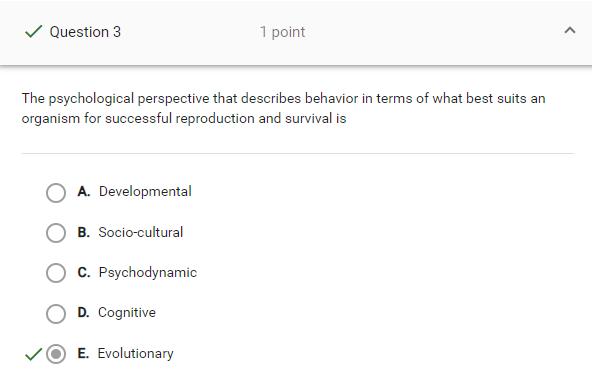 Question 3 1 point
The psychological perspective that describes behavior in terms of what best suits an
organism for successful reproduction and survival is
A. Developmental
B. Socio-cultural
C. Psychodynamic
D. Cognitive
E. Evolutionary